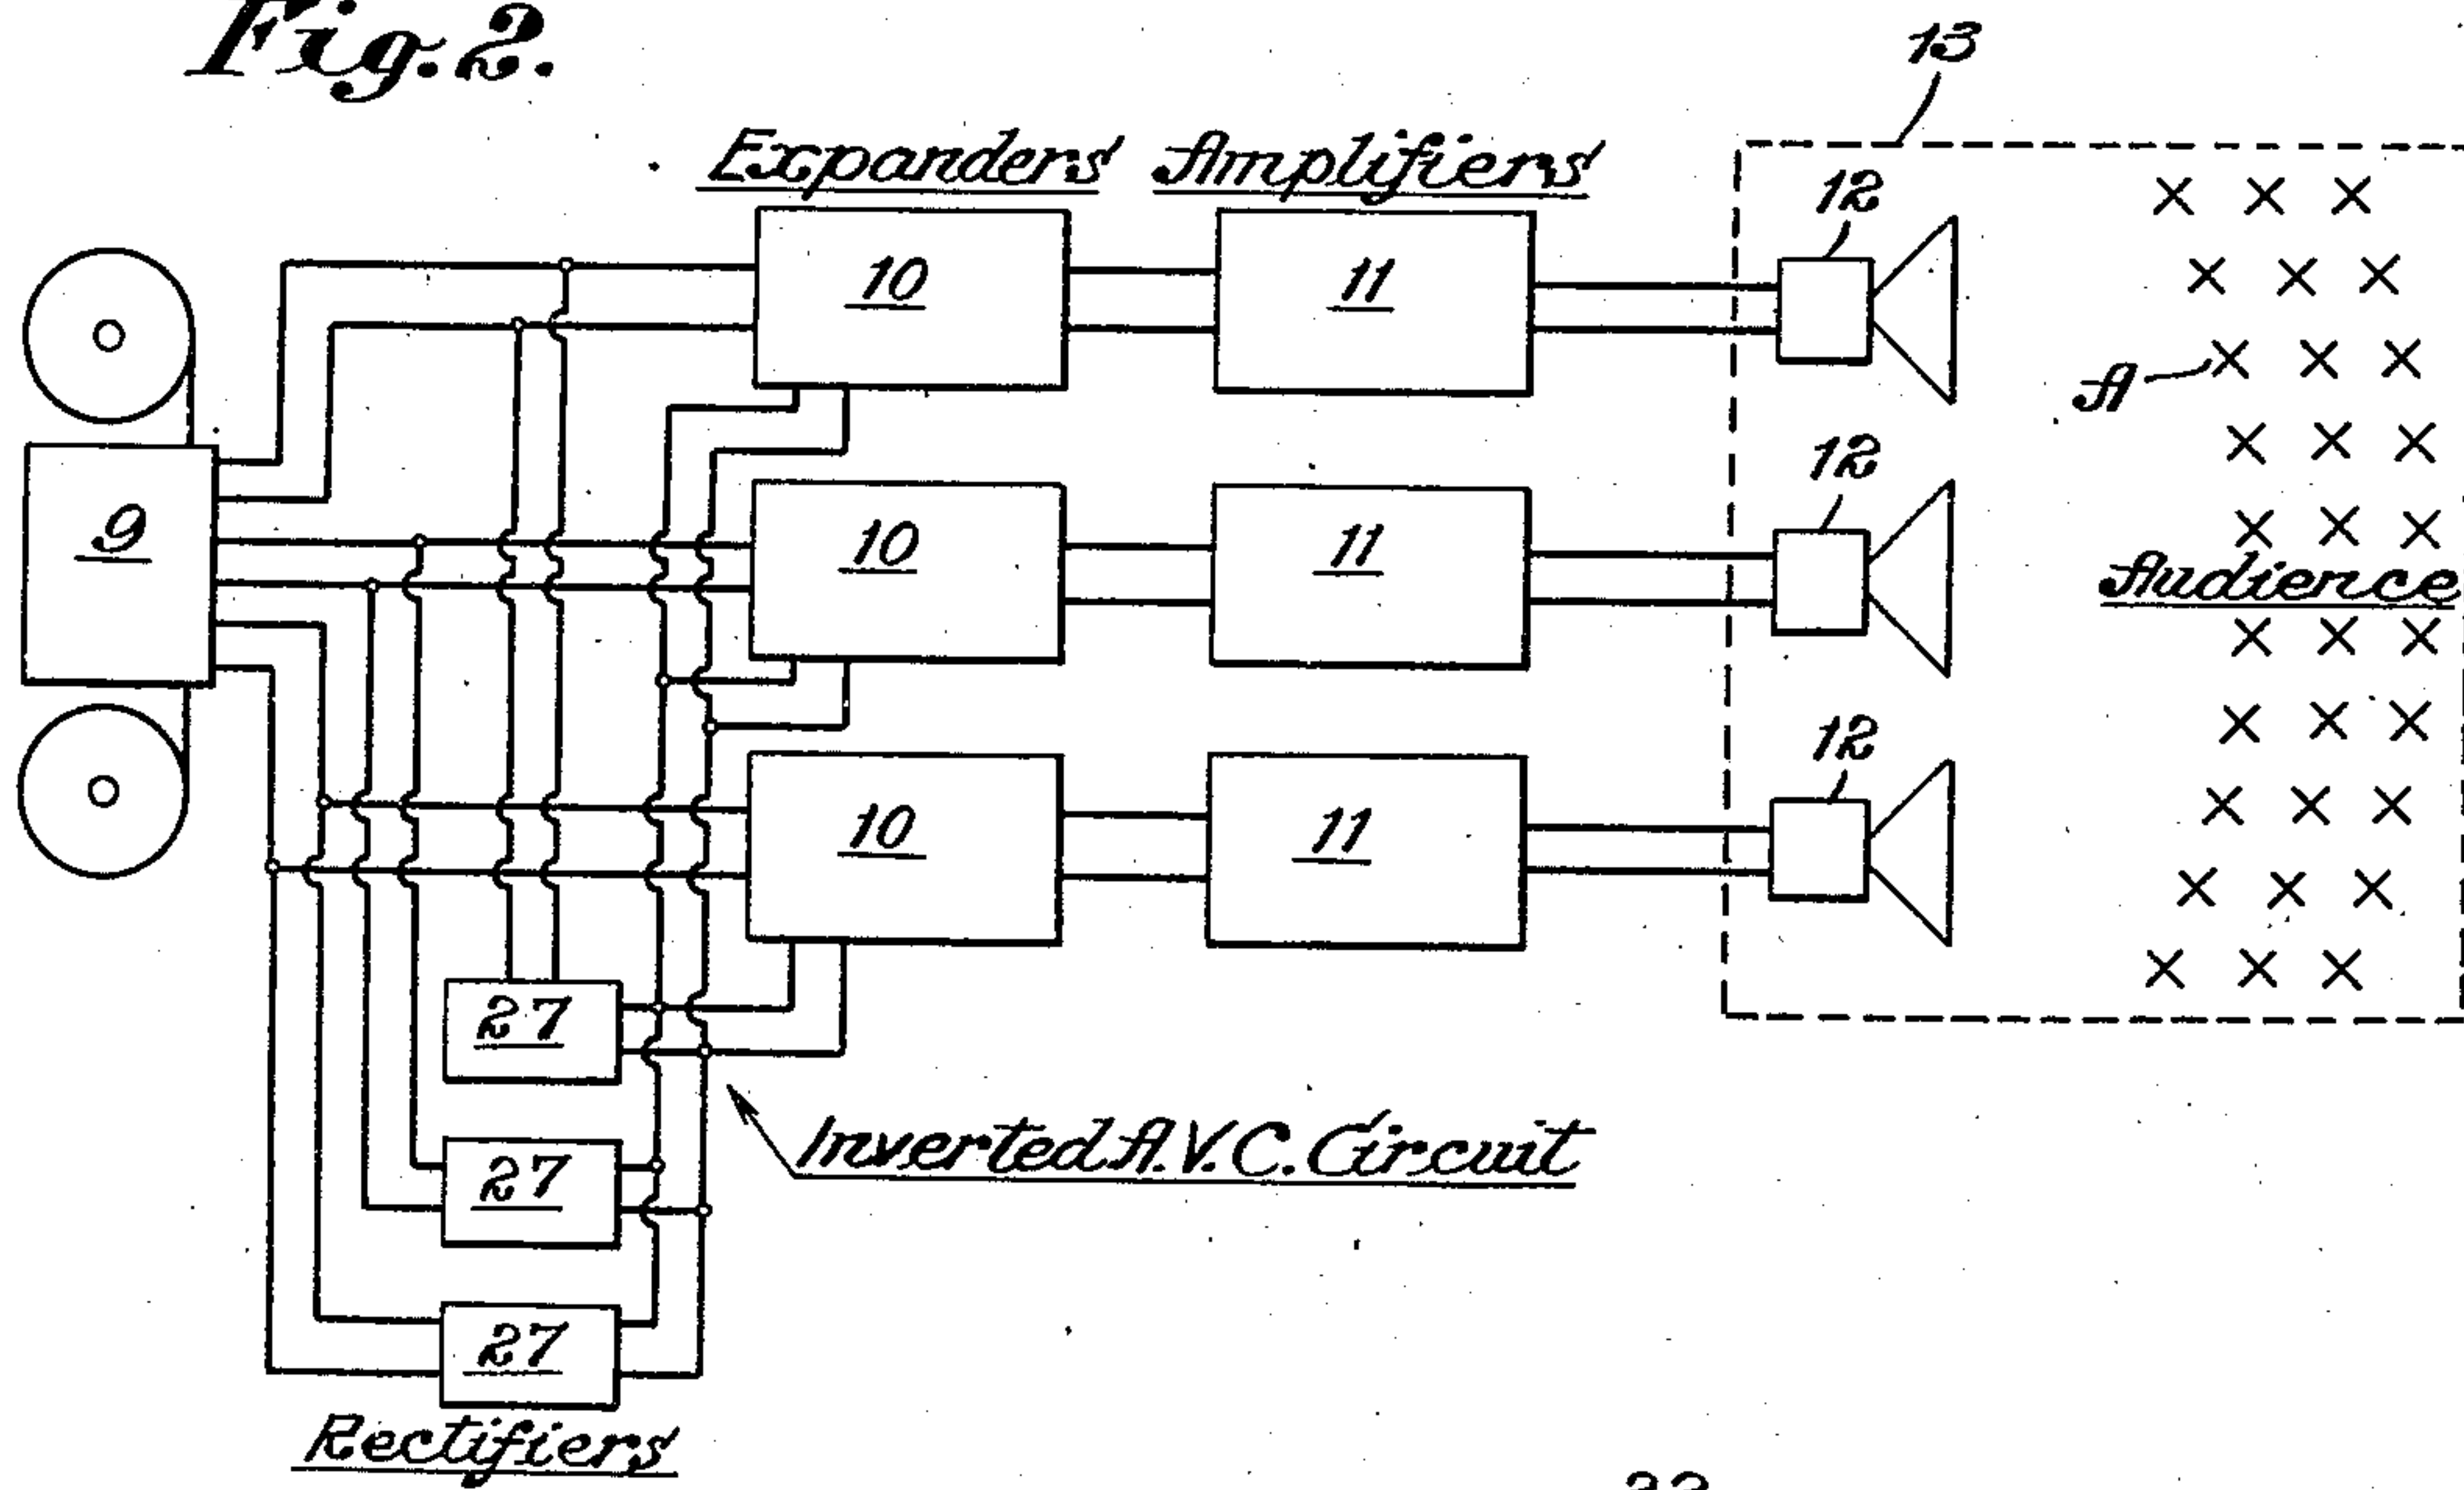 Fig. 2.
13
Expanders Amplifiers
12
10
11
A
12
9
10
11
Audience
12
10
11
27
Inverted A.V.C. Circuit
27
27
Rectifiers